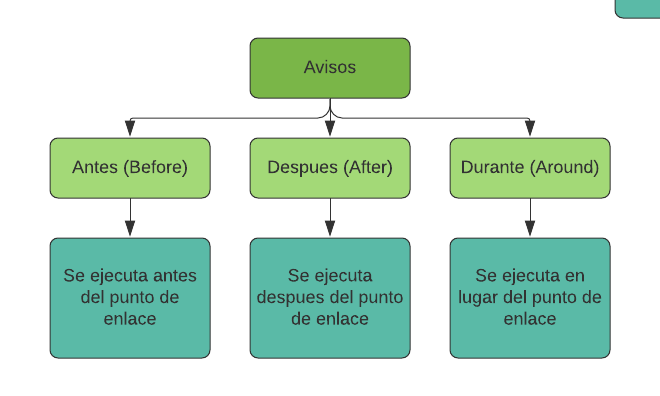 Avisos
Antes (Before)
Despues (After)
Durante (Around)
Se ejecuta antes
del punto de
enlace
Se ejecuta
despues del punto
de enlace
Se ejecuta en
lugar del punto de
enlace